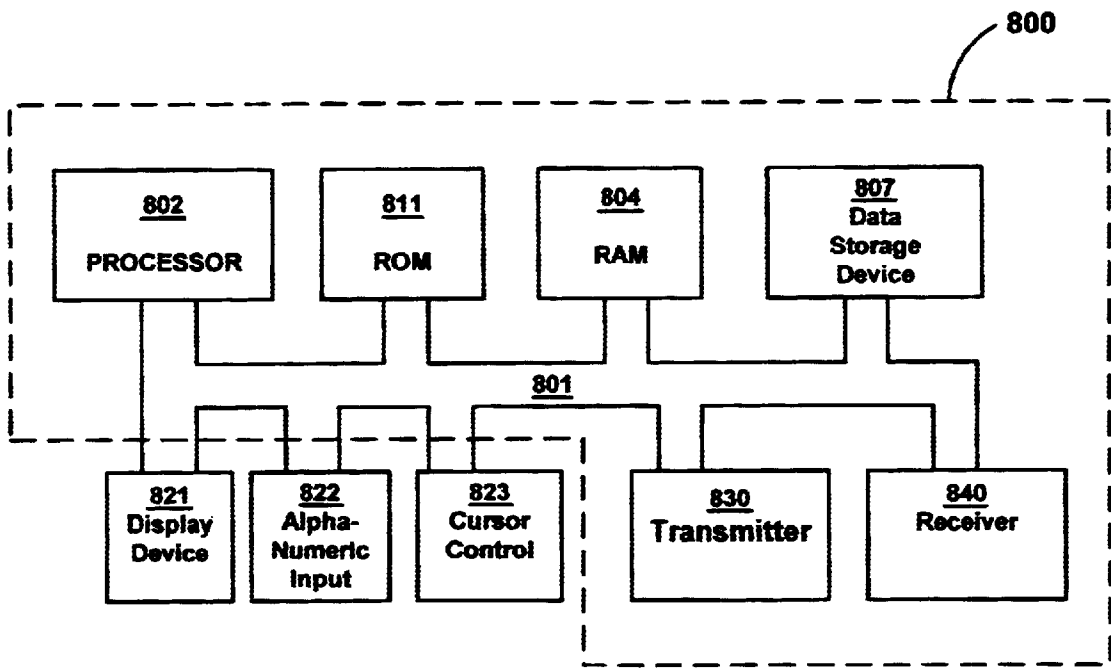 800
802
PROCESSOR
811
ROM
804
RAM
807
Data
Storage
Device
801
821
Display
Device
822
Alpha-
Numeric
Input
823
Cursor
Control
830
Transmitter
840
Receiver